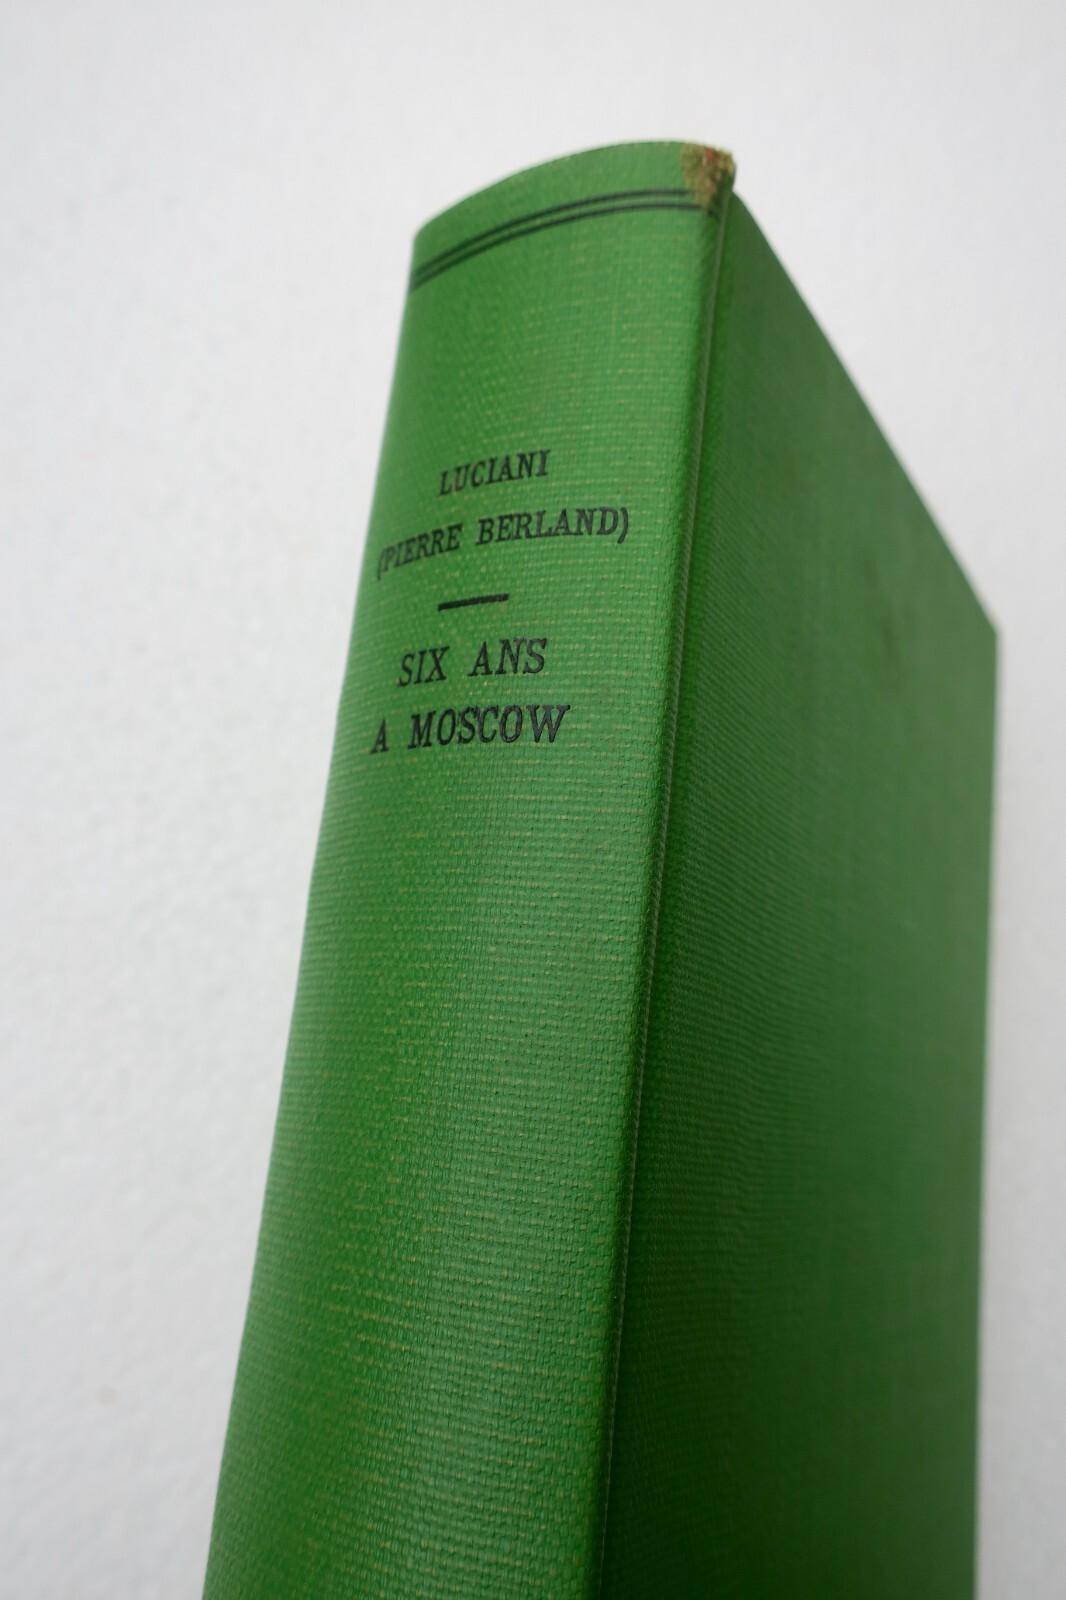 LUCIANI
(PIERRE BERLAND)
SIX ANS
A MOSCOW